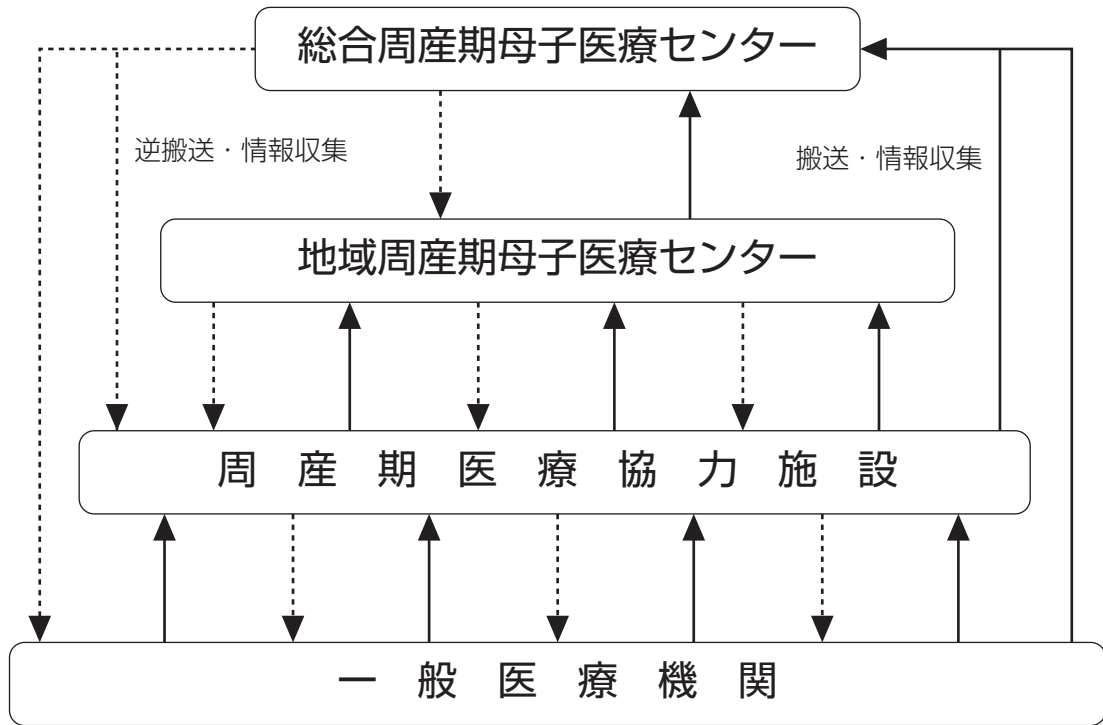 総合周産期母子医療センター
逆搬送・情報収集
搬送・情報収集
地域周産期母子医療センター
周産期医療協力施設
一般医療機関